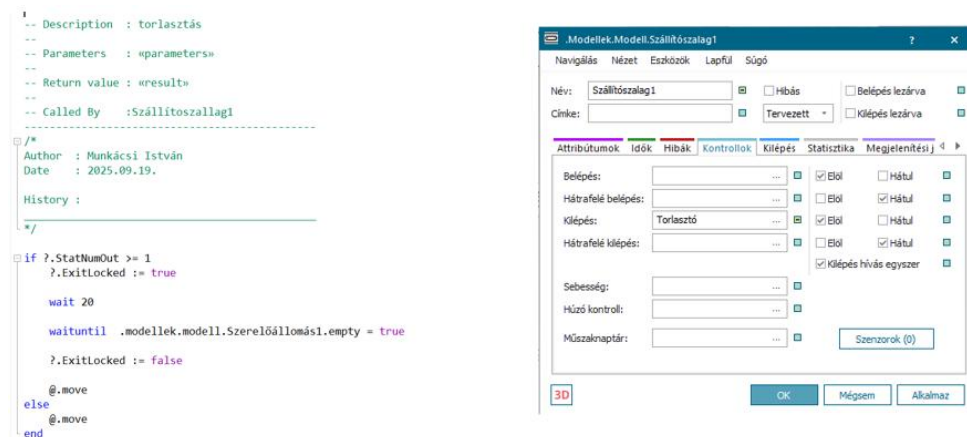 -- Description : torlasztás
--
-- Parameters : «parameters»
--
-- Return value : «result»
--
-- Called By :Szállítoszallag1
---------------------------------------------
/*
Author : Munkácsi István
Date : 2025.09.19.
History :
_____________________________________________
*/
if ?.StatNumOut >= 1
?.ExitLocked := true
wait 20
waituntil .modellek.modell.Szerelőállomás1.empty = true
?.ExitLocked := false
@.move
else
@.move
end
.Modellek.Modell.Szállítószalag1 ? ×
Navigálás Nézet Eszközök Lapfül Súgó
Név: Szállítószalag1 Hibás Belépés lezárva
Címke: Tervezett Kilépés lezárva
Attribútumok Idők Hibák Kontrollok Kilépés Statisztika Megjelenítési j
Belépés: ... Elöl Hátul
Hátrafelé belépés: ... Elöl Hátul
Kilépés: Torlasztó ... Elöl Hátul
Hátrafelé kilépés: ... Elöl Hátul
Kilépés hívás egyszer
Sebesség: ...
Húzó kontroll: ...
Műszaknaptár: ... Szenzorok (0)
3D OK Mégsem Alkalmaz